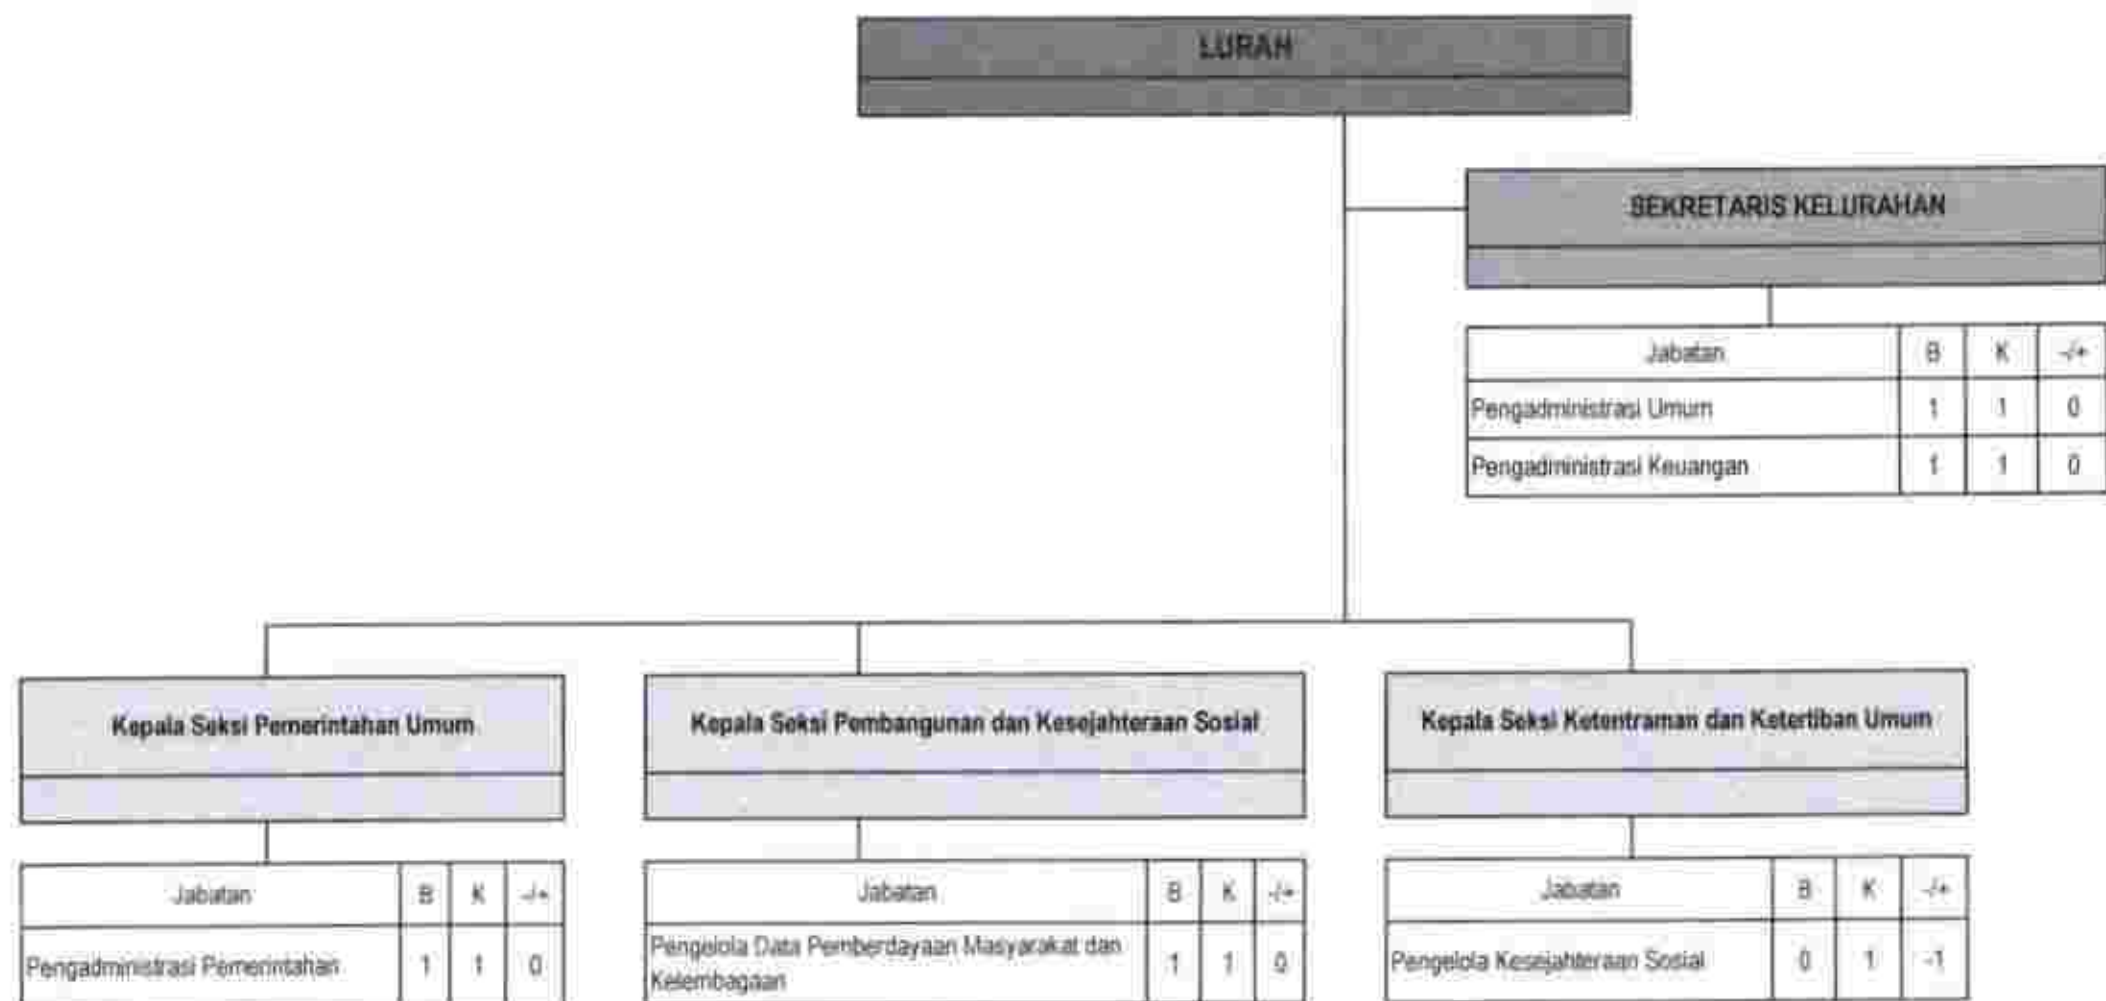 LURAH
SEKRETARIS KELURAHAN
Jabatan B K -/+
Pengadministrasi Umum 1 1 0
Pengadministrasi Keuangan 1 1 0
Kepala Seksi Pemerintahan Umum
Jabatan B K -/+
Pengadministrasi Pemerintahan 1 1 0
Kepala Seksi Pembangunan dan Kesejahteraan Sosial
Jabatan B K -/+
Pengelola Data Pemberdayaan Masyarakat dan
Kelembagaan 1 1 0
Kepala Seksi Ketentraman dan Ketertiban Umum
Jabatan B K -/+
Pengelola Kesejahteraan Sosial 0 1 -1